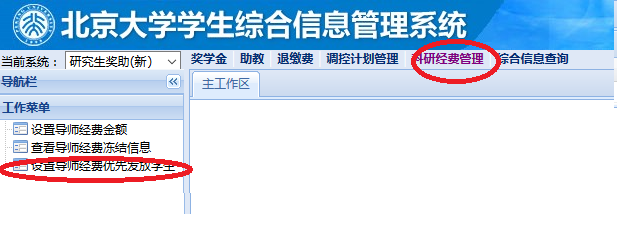 北京大学学生综合信息管理系统
当前系统： 研究生奖助(新) 奖学金 助教 退缴费 调控计划管理 科研经费管理 综合信息查询
导航栏 主工作区
工作菜单
设置导师经费金额
查看导师经费冻结信息
设置导师经费优先发放学生